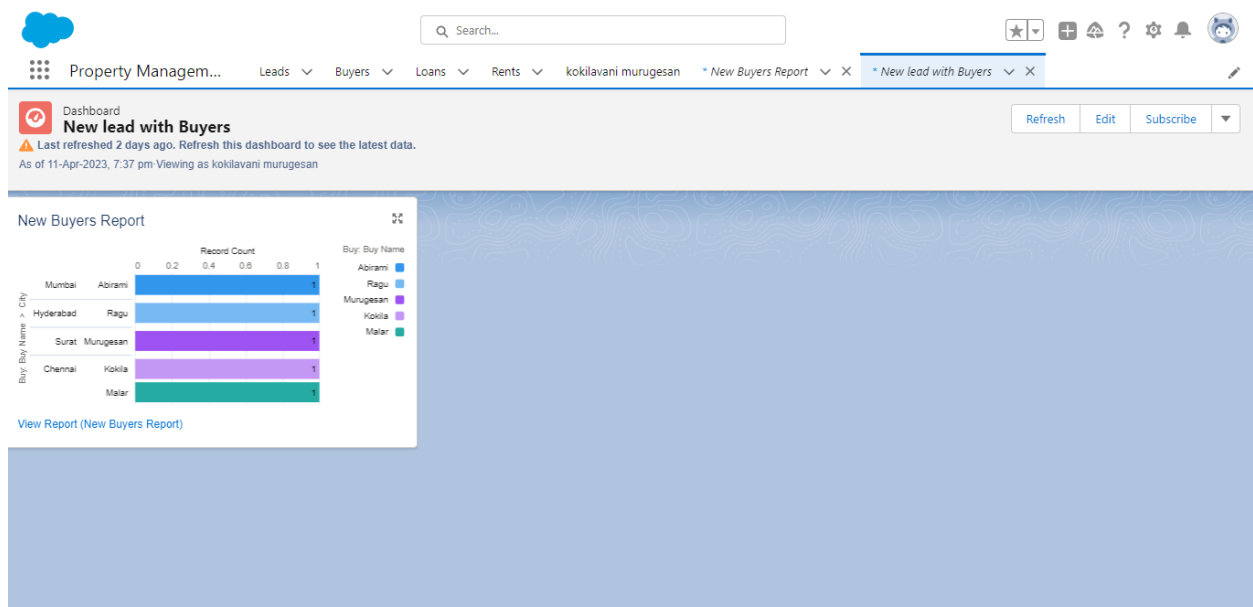 Search...
Property Managem... Leads Buyers Loans Rents kokilavani murugesan * New Buyers Report * New lead with Buyers
Dashboard
New lead with Buyers
Refresh Edit Subscribe
Last refreshed 2 days ago. Refresh this dashboard to see the latest data.
As of 11-Apr-2023, 7:37 pm·Viewing as kokilavani murugesan
New Buyers Report
Record Count
0 0.2 0.4 0.6 0.8 1
Buy: Buy Name > City
Mumbai Abirami 1
Hyderabad Ragu 1
Surat Murugesan 1
Chennai Kokila 1
Malar 1
Buy: Buy Name
Abirami
Ragu
Murugesan
Kokila
Malar
View Report (New Buyers Report)